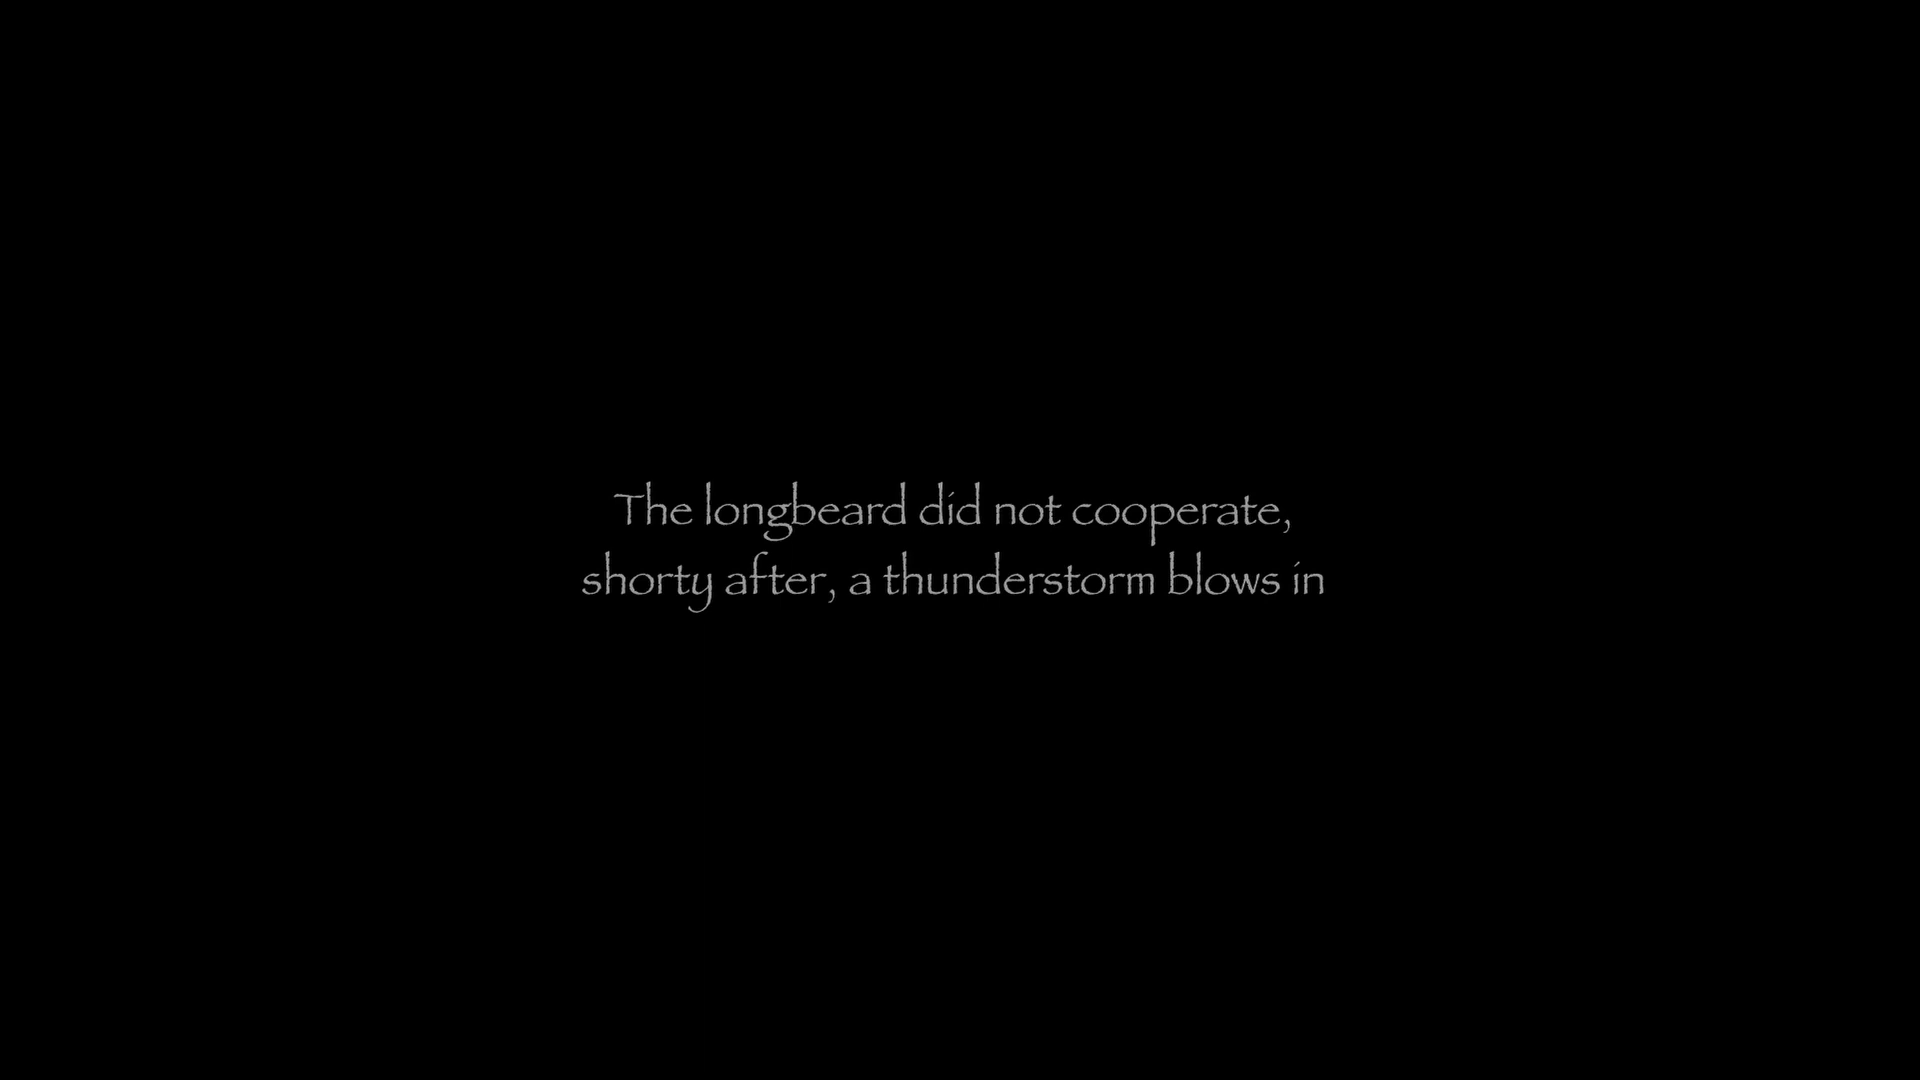 The longbeard did not cooperate,
shorty after, a thunderstorm blows in